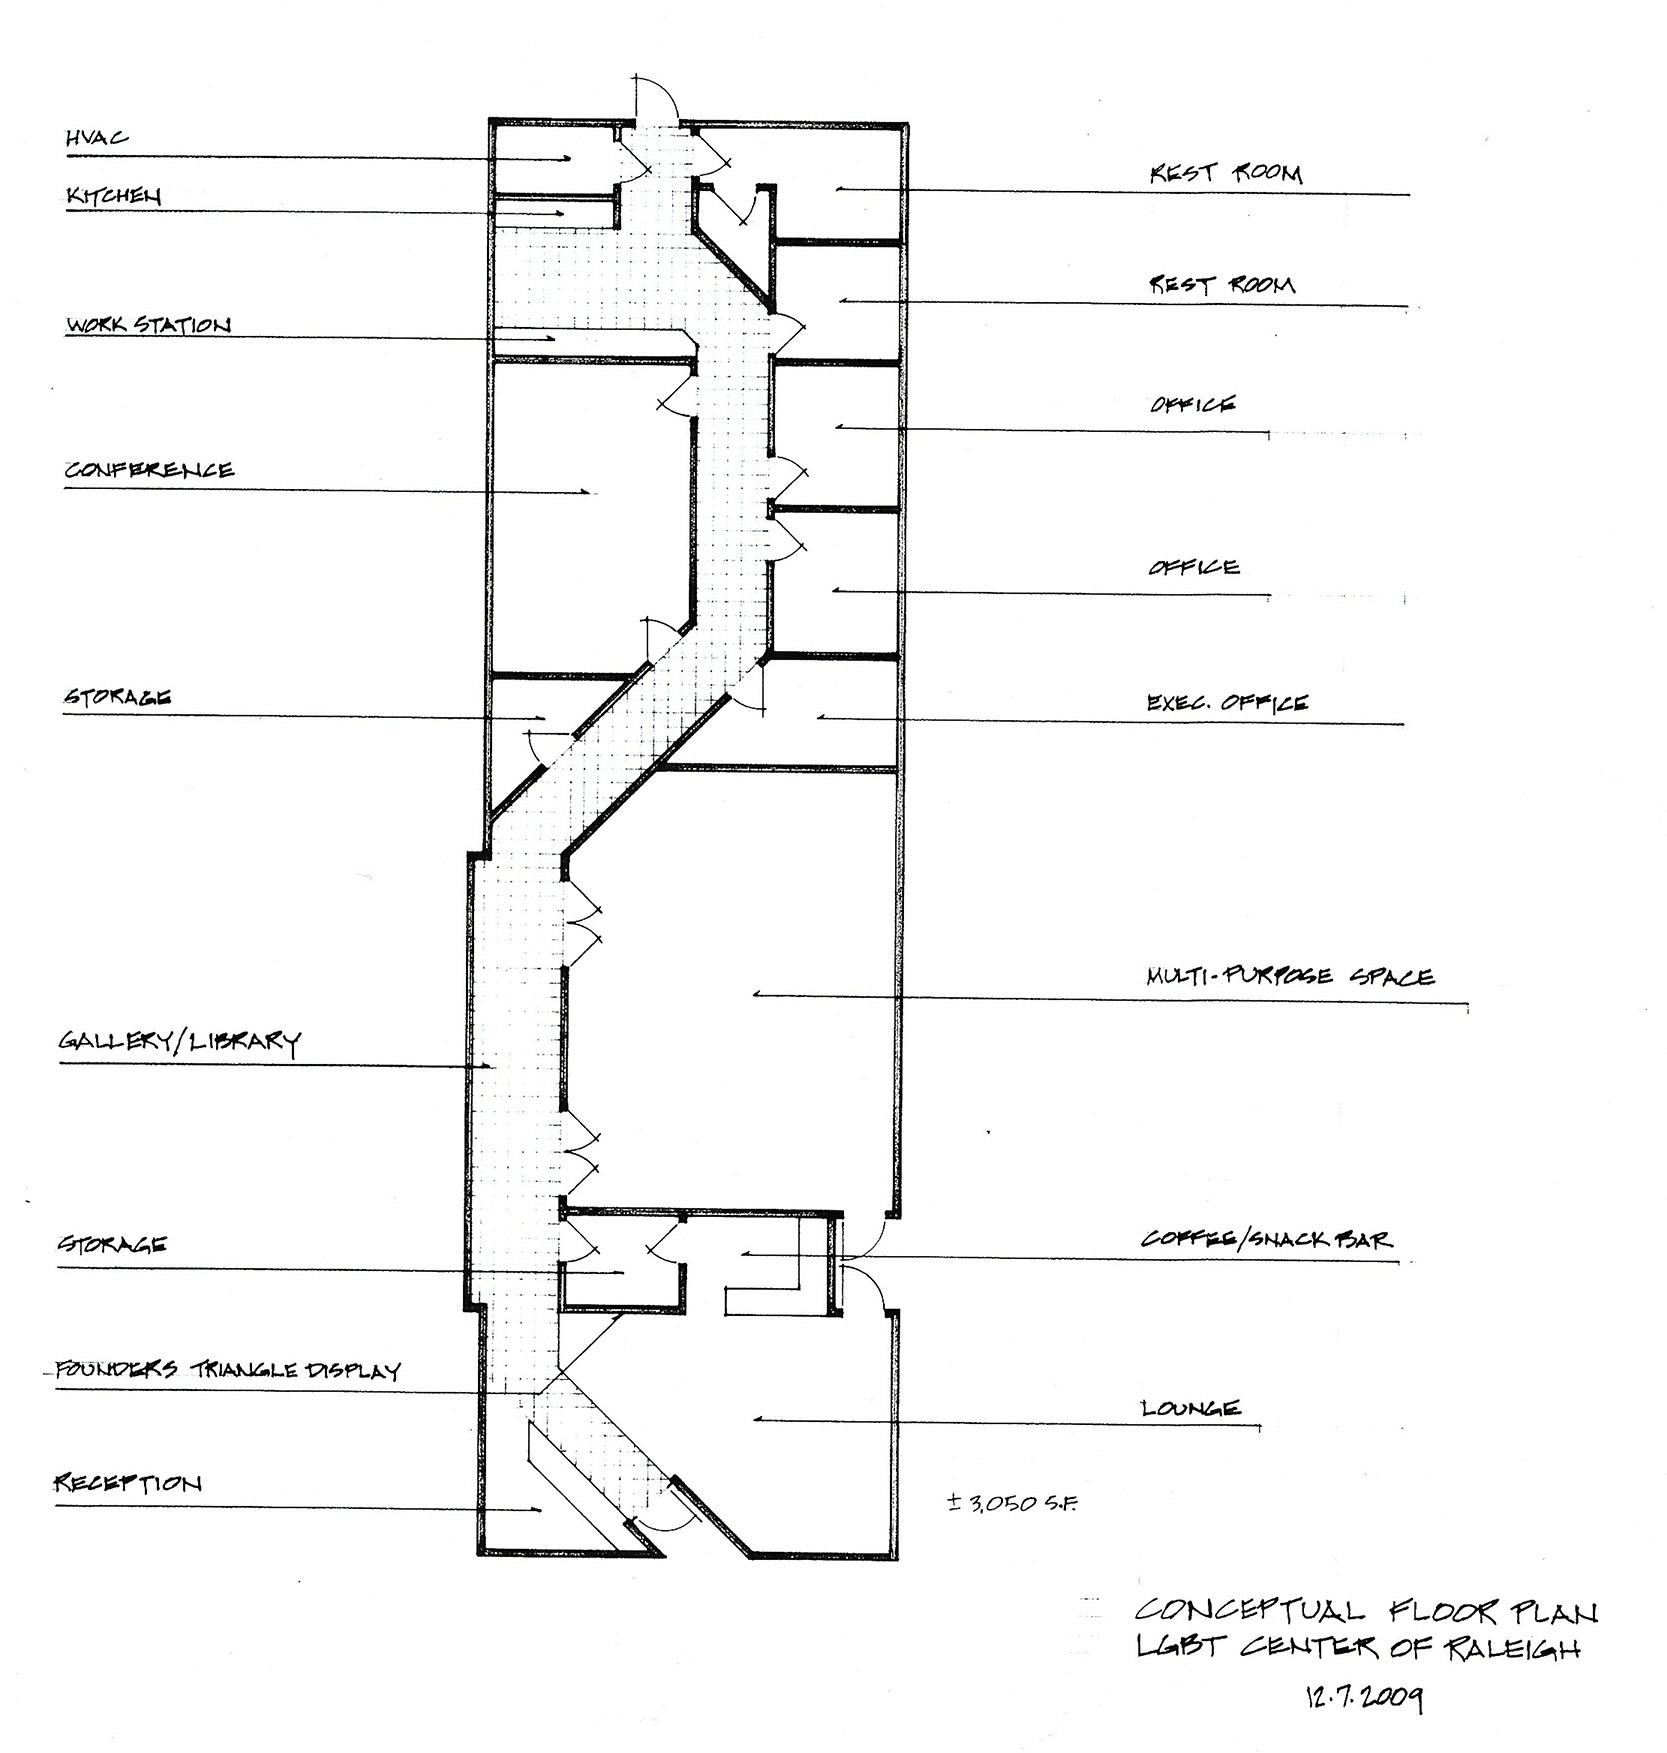 HVAC
KITCHEN
WORK STATION
CONFERENCE
STORAGE
GALLERY/LIBRARY
STORAGE
FOUNDERS TRIANGLE DISPLAY
RECEPTION
REST ROOM
REST ROOM
OFFICE
OFFICE
EXEC. OFFICE
MULTI-PURPOSE SPACE
COFFEE/SNACK BAR
LOUNGE
± 3,050 S.F.
CONCEPTUAL FLOOR PLAN
LGBT CENTER OF RALEIGH
12.7.2009